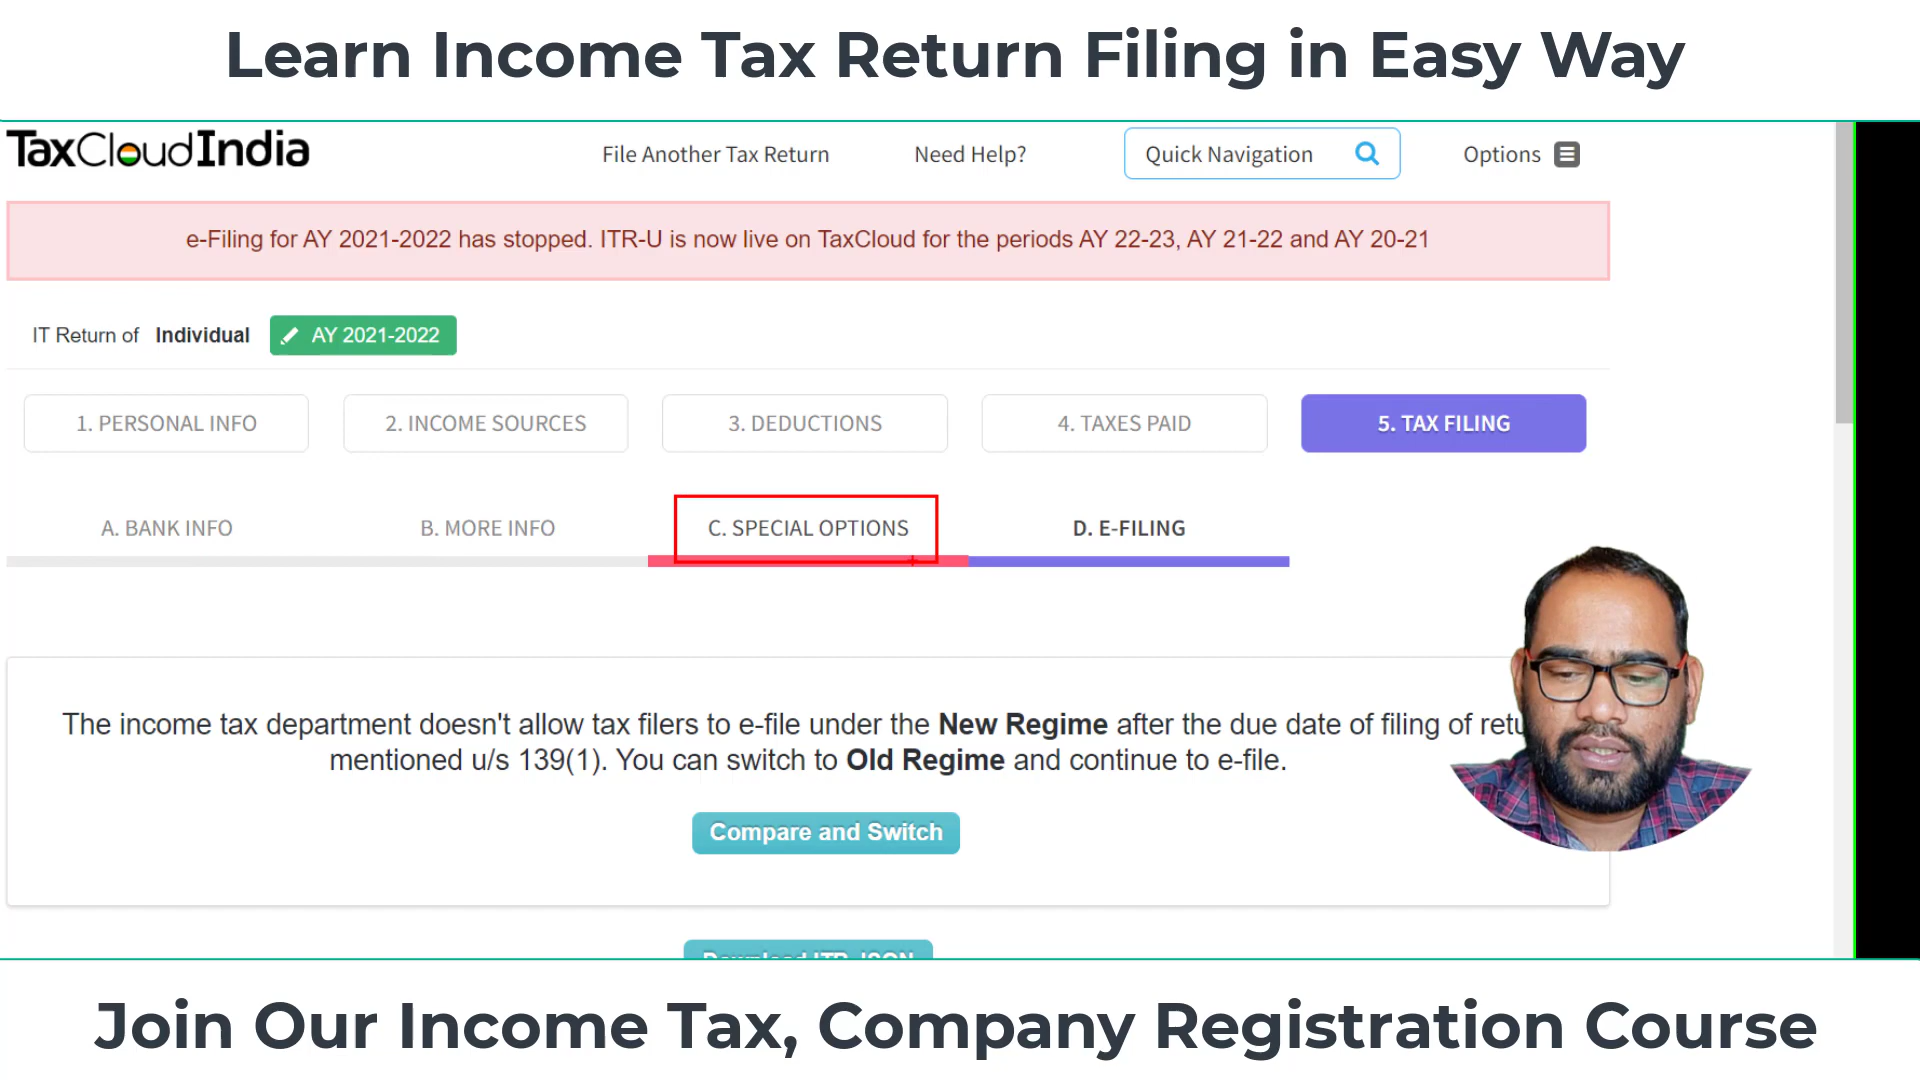 Learn Income Tax Return Filing in Easy Way
TaxCloudIndia
File Another Tax Return
Need Help?
Quick Navigation
Options
e-Filing for AY 2021-2022 has stopped. ITR-U is now live on TaxCloud for the periods AY 22-23, AY 21-22 and AY 20-21
IT Return of Individual
AY 2021-2022
1. PERSONAL INFO
2. INCOME SOURCES
3. DEDUCTIONS
4. TAXES PAID
5. TAX FILING
A. BANK INFO
B. MORE INFO
C. SPECIAL OPTIONS
D. E-FILING
The income tax department doesn't allow tax filers to e-file under the New Regime after the due date of filing of
mentioned u/s 139(1). You can switch to Old Regime and continue to e-file.
Compare and Switch
Download ITR JSON
Join Our Income Tax, Company Registration Course